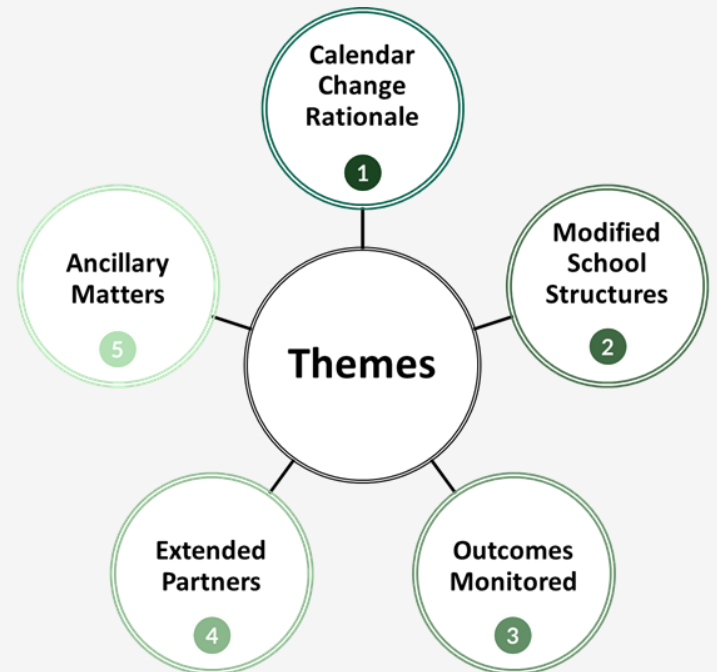 Calendar
Change
Rationale
1
Modified
School
Structures
2
Outcomes
Monitored
3
Extended
Partners
4
Ancillary
Matters
5
Themes